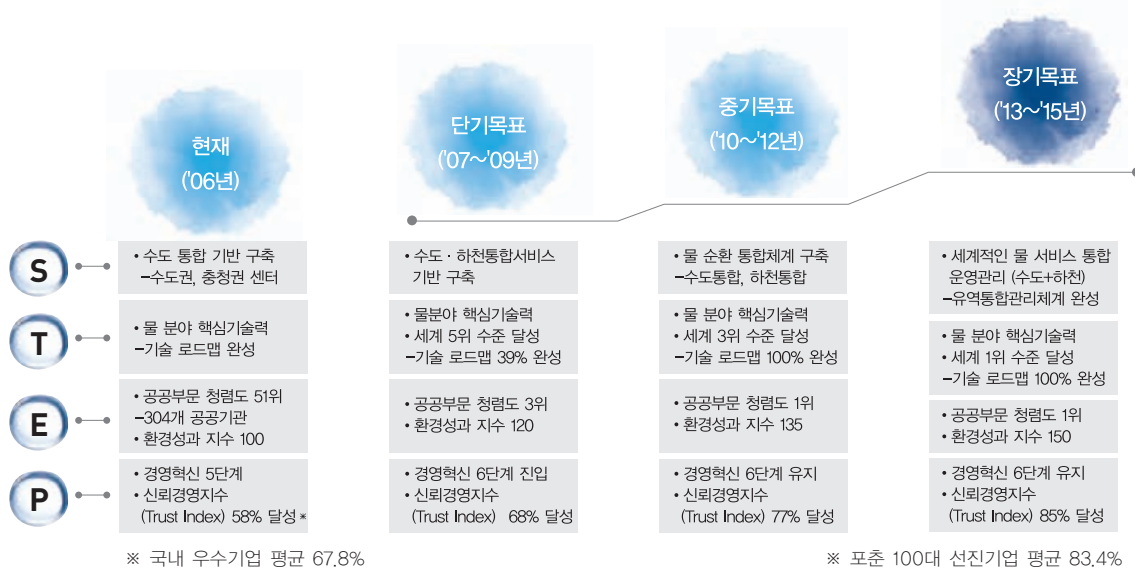 현재
('06년)
단기목표
('07~'09년)
중기목표
('10~'12년)
장기목표
('13~'15년)
S
• 수도 통합 기반 구축
–수도권, 충청권 센터
• 수도 · 하천통합서비스
기반 구축
• 물 순환 통합체계 구축
–수도통합, 하천통합
• 세계적인 물 서비스 통합
운영관리 (수도+하천)
–유역통합관리체계 완성
T
• 물 분야 핵심기술력
–기술 로드맵 완성
• 물분야 핵심기술력
• 세계 5위 수준 달성
–기술 로드맵 39% 완성
• 물 분야 핵심기술력
• 세계 3위 수준 달성
–기술 로드맵 100% 완성
• 물 분야 핵심기술력
• 세계 1위 수준 달성
–기술 로드맵 100% 완성
E
• 공공부문 청렴도 51위
–304개 공공기관
• 환경성과 지수 100
• 공공부문 청렴도 3위
• 환경성과 지수 120
• 공공부문 청렴도 1위
• 환경성과 지수 135
• 공공부문 청렴도 1위
• 환경성과 지수 150
P
• 경영혁신 5단계
• 신뢰경영지수
(Trust Index) 58% 달성※
• 경영혁신 6단계 진입
• 신뢰경영지수
(Trust Index) 68% 달성
• 경영혁신 6단계 유지
• 신뢰경영지수
(Trust Index) 77% 달성
• 경영혁신 6단계 유지
• 신뢰경영지수
(Trust Index) 85% 달성
※ 국내 우수기업 평균 67.8%
※ 포춘 100대 선진기업 평균 83.4%